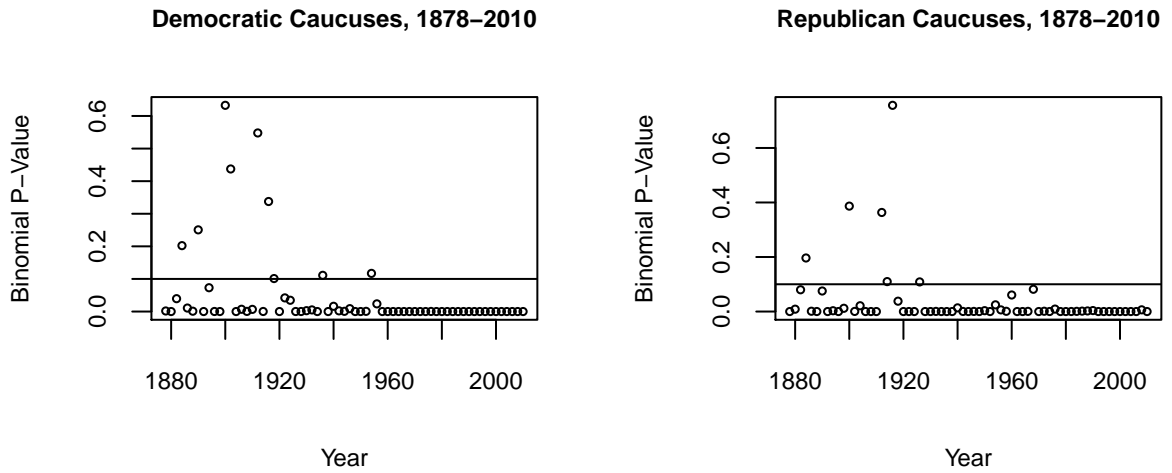 Democratic Caucuses, 1878–2010
Binomial P–Value
0.6
0.4
0.2
0.0
1880 1920 1960 2000
Year
Republican Caucuses, 1878–2010
Binomial P–Value
0.6
0.4
0.2
0.0
1880 1920 1960 2000
Year